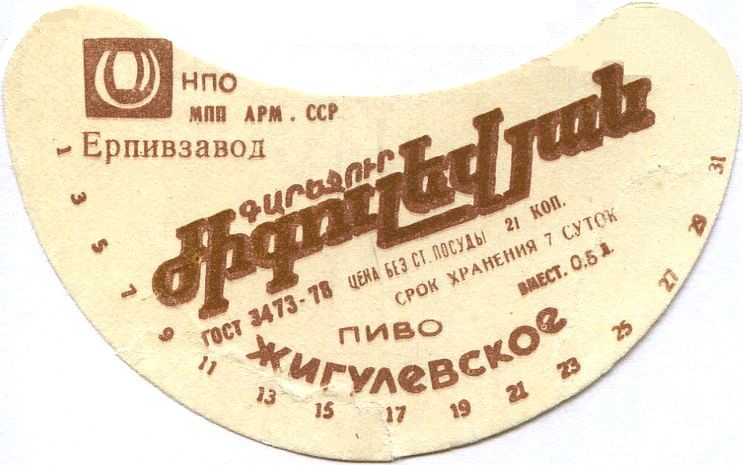 НПО
МПП АРМ. ССР
Ерпивзавод
գարեջուր
Ժիգուլևյան
ГОСТ 3473-78 ЦЕНА БЕЗ СТ. ПОСУДЫ 21 КОП.
СРОК ХРАНЕНИЯ 7 СУТОК
ВМЕСТ. 0.5 л.
ПИВО
ЖИГУЛЕВСКОЕ
1 3 5 7 9 11 13 15 17 19 21 23 25 27 29 31